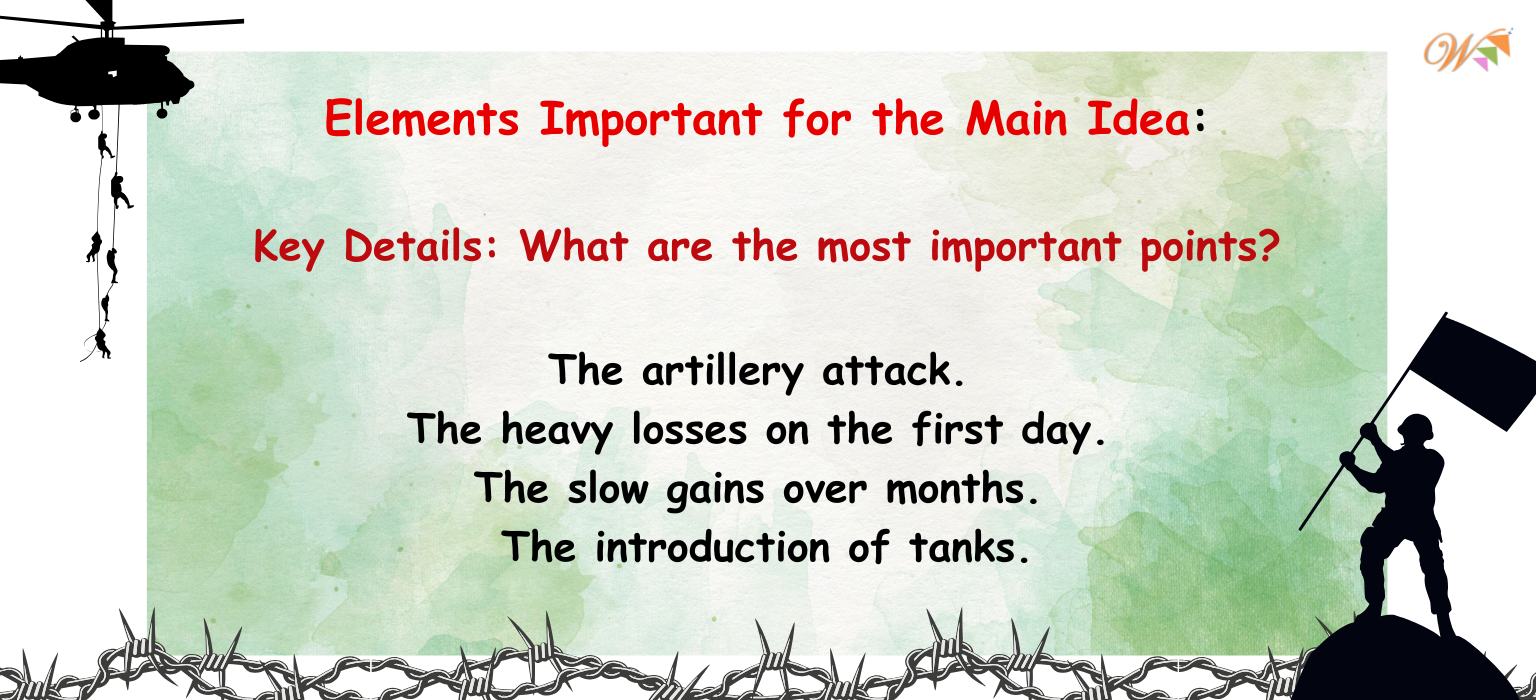 W
Elements Important for the Main Idea:
Key Details: What are the most important points?
The artillery attack.
The heavy losses on the first day.
The slow gains over months.
The introduction of tanks.